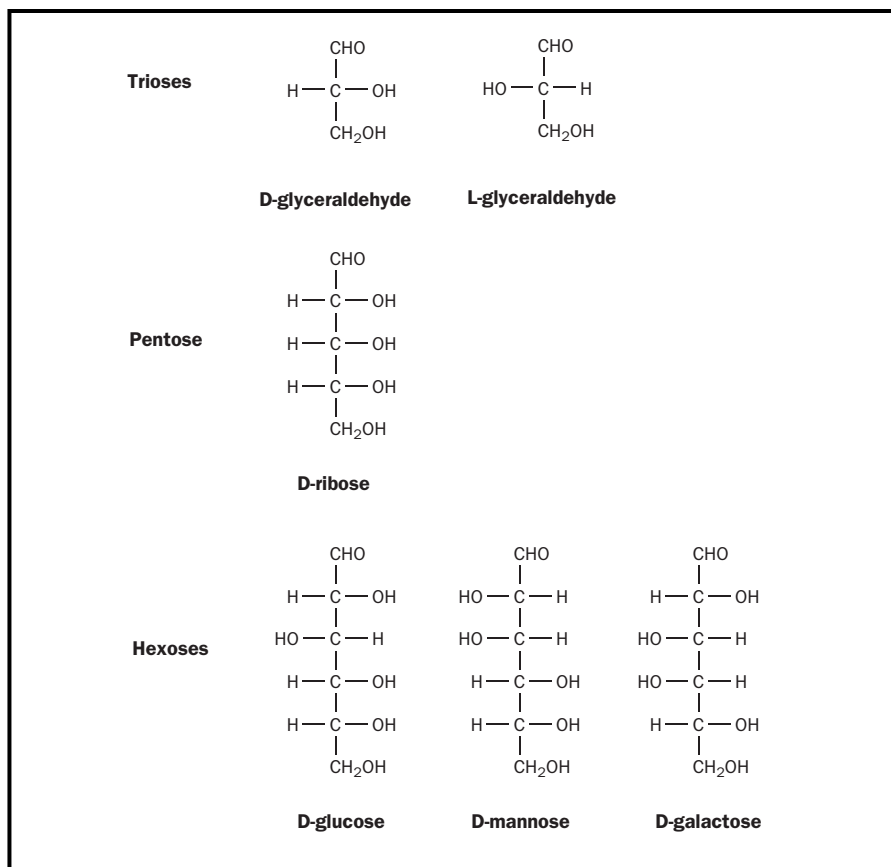 Trioses
CHO CHO
H C OH HO C H
CH2OH CH2OH
D-glyceraldehyde L-glyceraldehyde
Pentose
CHO
H C OH
H C OH
H C OH
CH2OH
D-ribose
Hexoses
CHO CHO CHO
H C OH HO C H H C OH
HO C H HO C H HO C H
H C OH H C OH HO C H
H C OH H C OH H C OH
CH2OH CH2OH CH2OH
D-glucose D-mannose D-galactose